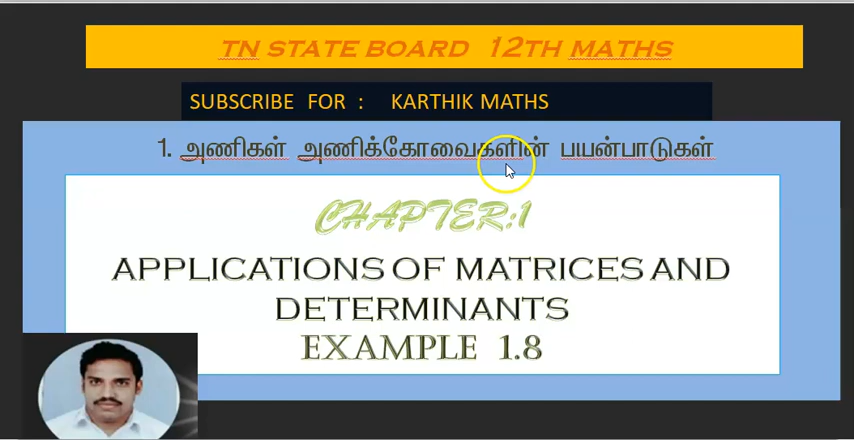 TN STATE BOARD 12TH MATHS
SUBSCRIBE FOR : KARTHIK MATHS
1. அணிகள் அணிக்கோவைகளின் பயன்பாடுகள்
CHAPTER:1
APPLICATIONS OF MATRICES AND
DETERMINANTS
EXAMPLE 1.8